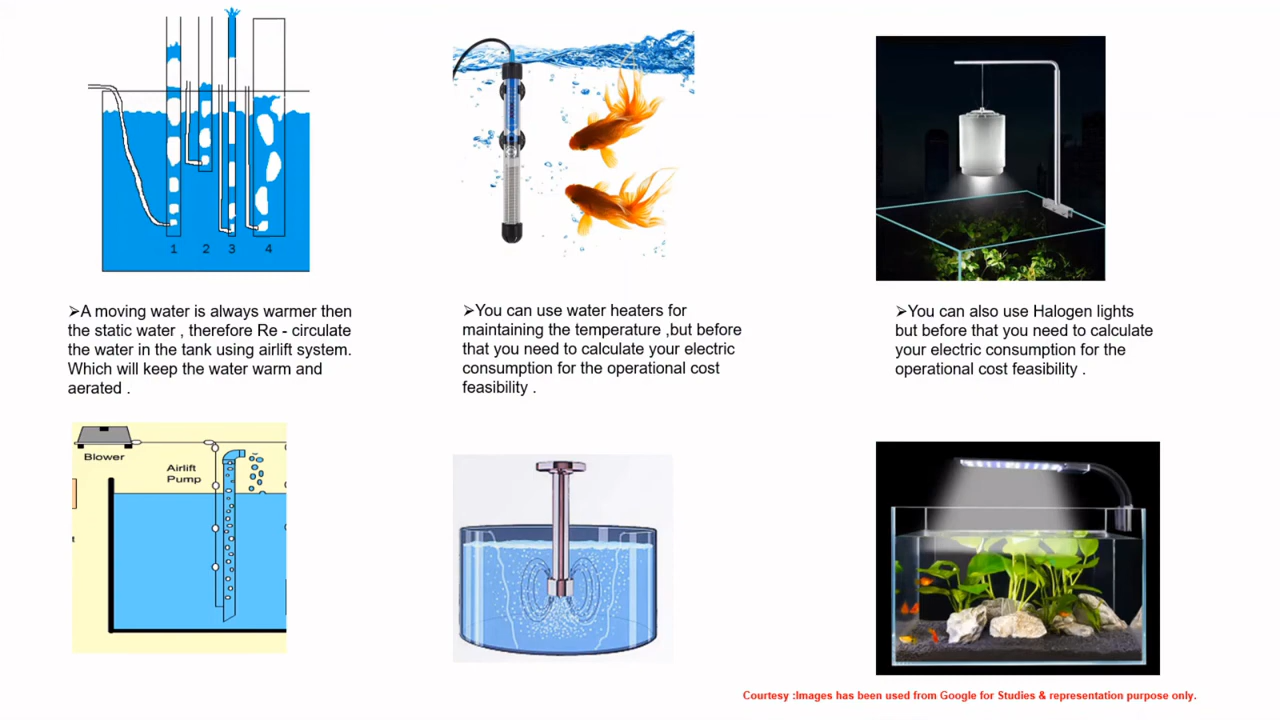 1 2 3 4
➢A moving water is always warmer then
the static water , therefore Re - circulate
the water in the tank using airlift system.
Which will keep the water warm and
aerated .
➢You can use water heaters for
maintaining the temperature ,but before
that you need to calculate your electric
consumption for the operational cost
feasibility .
➢You can also use Halogen lights
but before that you need to calculate
your electric consumption for the
operational cost feasibility .
Blower
Airlift
Pump
t
Courtesy :Images has been used from Google for Studies & representation purpose only.